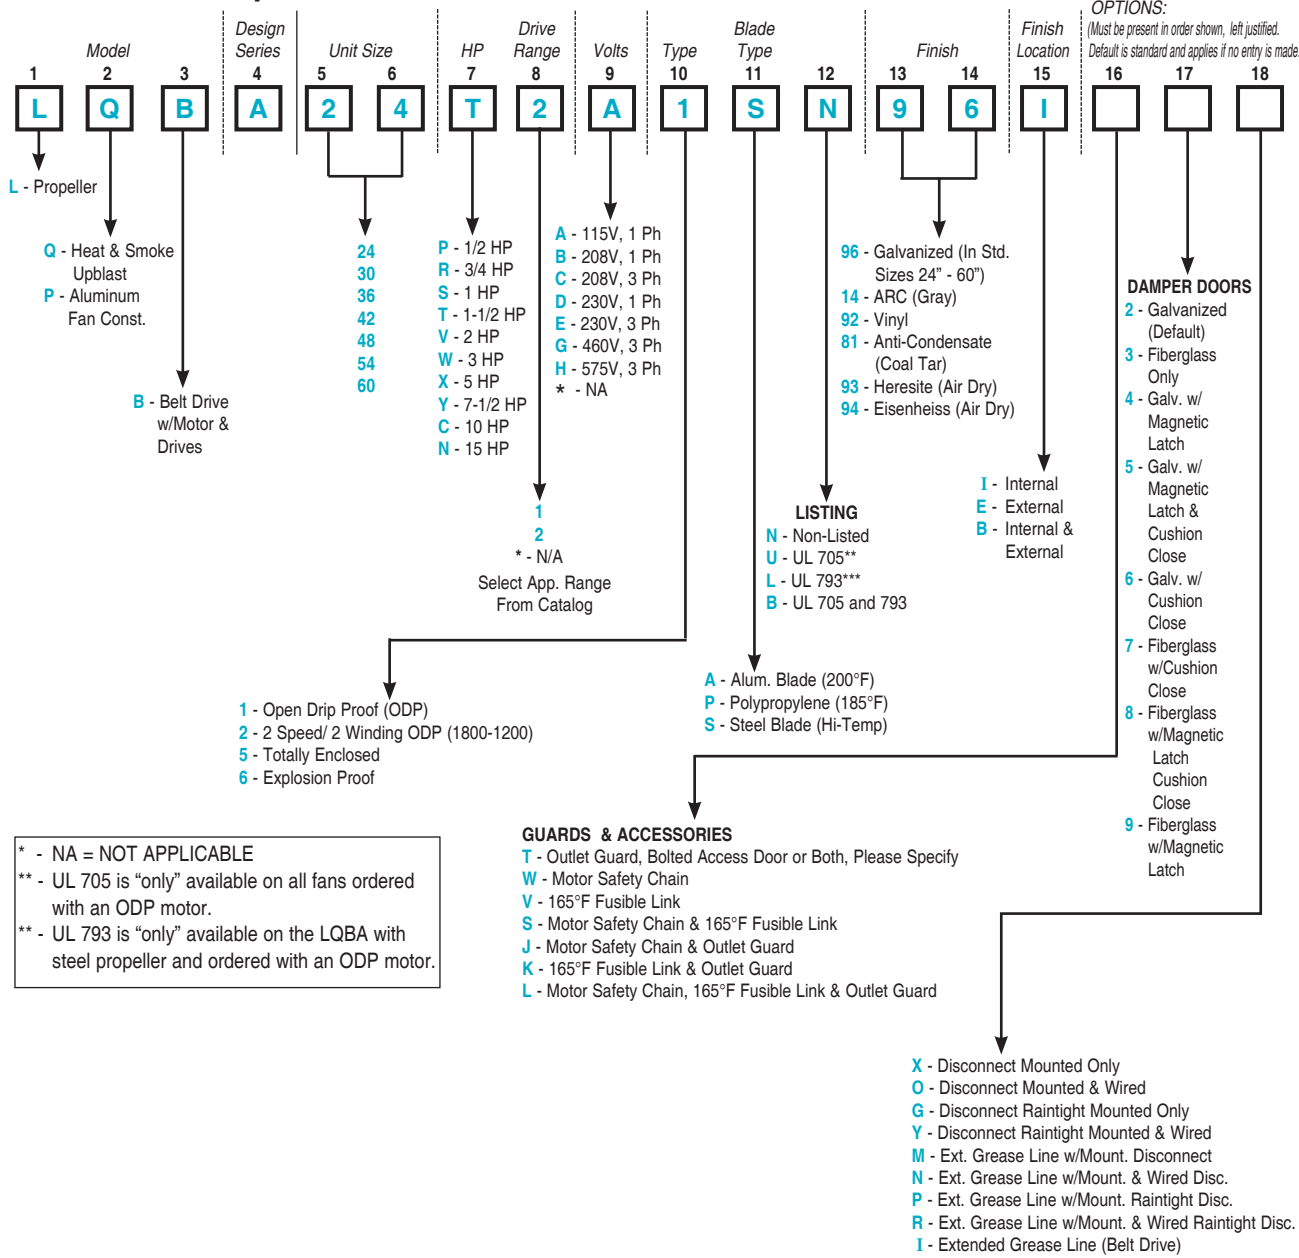 OPTIONS:
(Must be present in order shown, left justified.
Default is standard and applies if no entry is made.
Model
Design
Series
Unit Size
HP
Drive
Range
Volts
Type
Blade
Type
Finish
Finish
Location
1 2 3 4 5 6 7 8 9 10 11 12 13 14 15 16 17 18
L Q B A 2 4 T 2 A 1 S N 9 6 I
L - Propeller
Q - Heat & Smoke
Upblast
P - Aluminum
Fan Const.
B - Belt Drive
w/Motor &
Drives
24
30
36
42
48
54
60
P - 1/2 HP
R - 3/4 HP
S - 1 HP
T - 1-1/2 HP
V - 2 HP
W - 3 HP
X - 5 HP
Y - 7-1/2 HP
C - 10 HP
N - 15 HP
1
2
* - N/A
Select App. Range
From Catalog
A - 115V, 1 Ph
B - 208V, 1 Ph
C - 208V, 3 Ph
D - 230V, 1 Ph
E - 230V, 3 Ph
G - 460V, 3 Ph
H - 575V, 3 Ph
* - NA
1 - Open Drip Proof (ODP)
2 - 2 Speed/ 2 Winding ODP (1800-1200)
5 - Totally Enclosed
6 - Explosion Proof
A - Alum. Blade (200°F)
P - Polypropylene (185°F)
S - Steel Blade (Hi-Temp)
LISTING
N - Non-Listed
U - UL 705**
L - UL 793***
B - UL 705 and 793
96 - Galvanized (In Std.
Sizes 24” - 60”)
14 - ARC (Gray)
92 - Vinyl
81 - Anti-Condensate
(Coal Tar)
93 - Heresite (Air Dry)
94 - Eisenheiss (Air Dry)
I - Internal
E - External
B - Internal &
External
GUARDS & ACCESSORIES
T - Outlet Guard, Bolted Access Door or Both, Please Specify
W - Motor Safety Chain
V - 165°F Fusible Link
S - Motor Safety Chain & 165°F Fusible Link
J - Motor Safety Chain & Outlet Guard
K - 165°F Fusible Link & Outlet Guard
L - Motor Safety Chain, 165°F Fusible Link & Outlet Guard
DAMPER DOORS
2 - Galvanized
(Default)
3 - Fiberglass
Only
4 - Galv. w/
Magnetic
Latch
5 - Galv. w/
Magnetic
Latch &
Cushion
Close
6 - Galv. w/
Cushion
Close
7 - Fiberglass
w/Cushion
Close
8 - Fiberglass
w/Magnetic
Latch
Cushion
Close
9 - Fiberglass
w/Magnetic
Latch
X - Disconnect Mounted Only
O - Disconnect Mounted & Wired
G - Disconnect Raintight Mounted Only
Y - Disconnect Raintight Mounted & Wired
M - Ext. Grease Line w/Mount. Disconnect
N - Ext. Grease Line w/Mount. & Wired Disc.
P - Ext. Grease Line w/Mount. Raintight Disc.
R - Ext. Grease Line w/Mount. & Wired Raintight Disc.
I - Extended Grease Line (Belt Drive)
* - NA = NOT APPLICABLE
** - UL 705 is “only” available on all fans ordered
with an ODP motor.
** - UL 793 is “only” available on the LQBA with
steel propeller and ordered with an ODP motor.